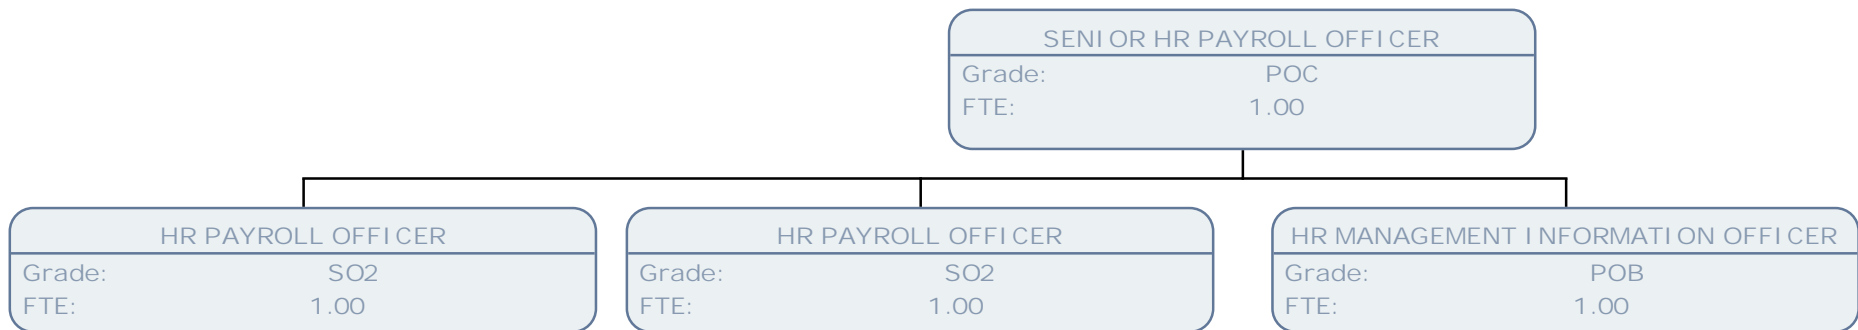 SENIOR HR PAYROLL OFFICER
Grade: POC
FTE: 1.00
HR PAYROLL OFFICER
Grade: SO2
FTE: 1.00
HR PAYROLL OFFICER
Grade: SO2
FTE: 1.00
HR MANAGEMENT INFORMATION OFFICER
Grade: POB
FTE: 1.00